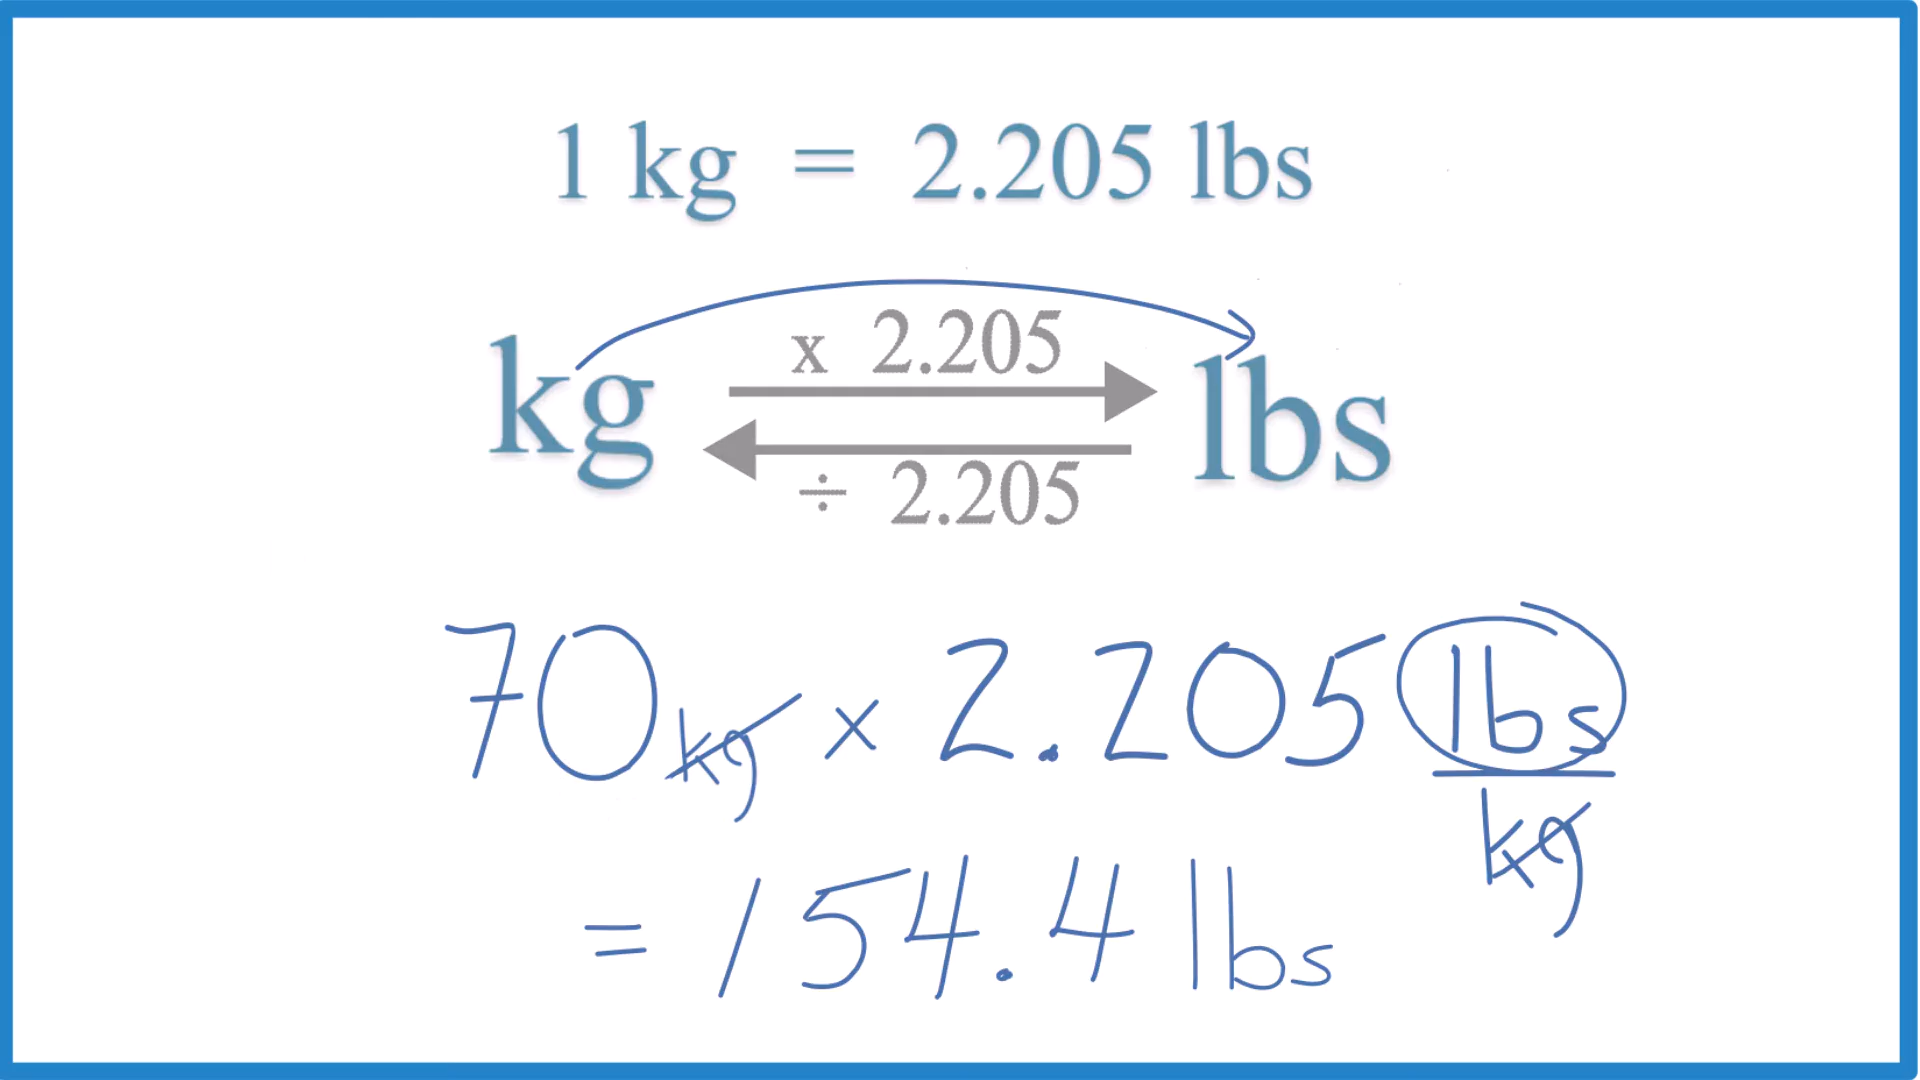 1 kg = 2.205 lbs
x 2.205
kg lbs
÷ 2.205
70 kg x 2.205 lbs
kg
= 154.4 lbs